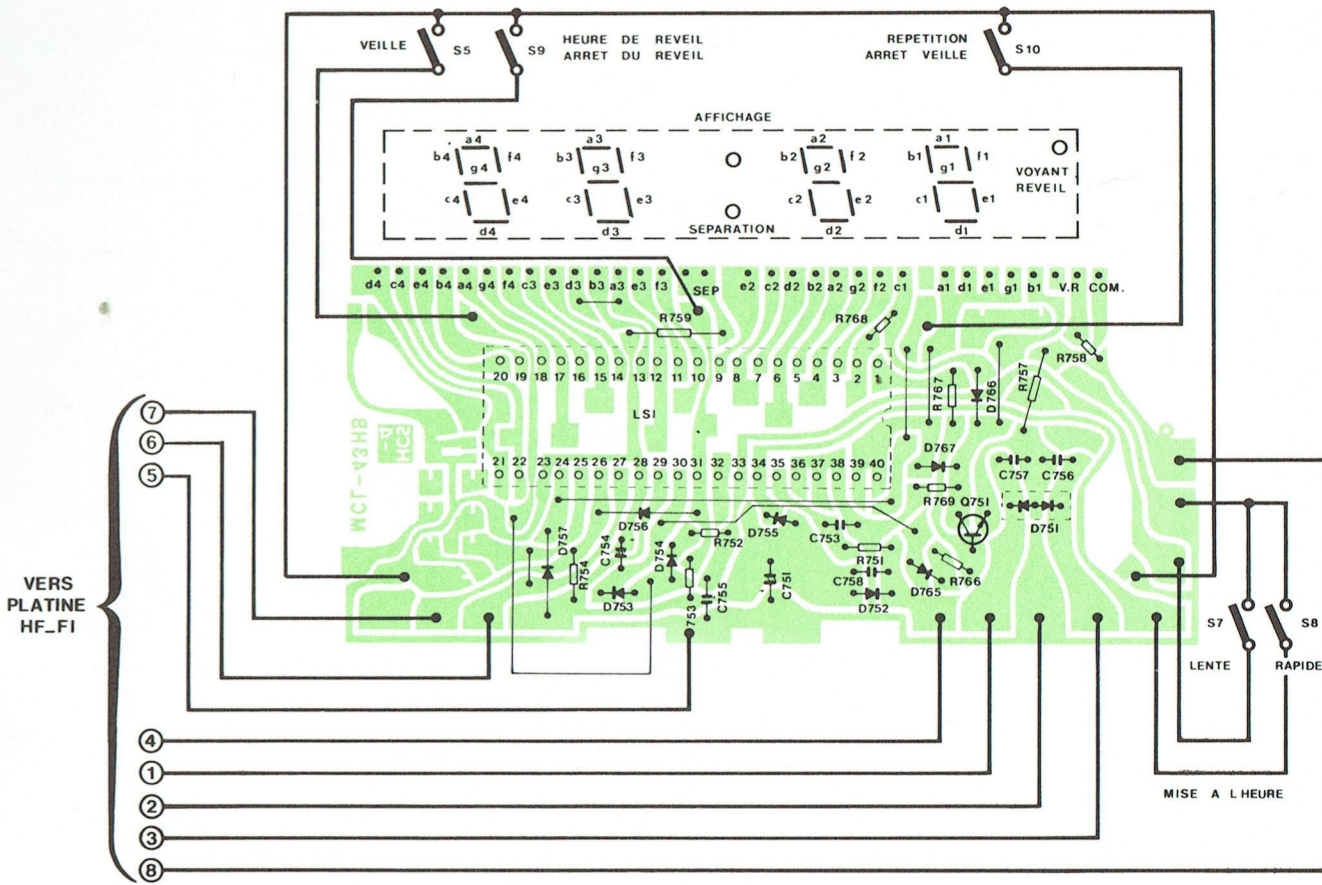 VEILLE S5 S9 HEURE DE REVEIL
ARRET DU REVEIL
REPETITION
ARRET VEILLE S10
AFFICHAGE
a4 a3 a2 a1
b4 f4 b3 f3 b2 f2 b1 f1
g4 g3 g2 g1
VOYANT
REVEIL
c4 e4 c3 e3 c2 e2 c1 e1
d4 d3 SEPARATION d2 d1
d4 c4 e4 b4 a4 g4 f4 c3 e3 d3 b3 a3 e3 f3 SEP e2 c2 d2 b2 a2 g2 f2 c1 a1 d1 e1 g1 b1 V.R COM.
R759 R768 R758
20 19 18 17 16 15 14 13 12 11 10 9 8 7 6 5 4 3 2 1
R767 D766 R757
LSI
7
6
5
MCL-43HB
HC2-4
21 22 23 24 25 26 27 28 29 30 31 32 33 34 35 36 37 38 39 40
D767
C757 C756
R769 Q751
D751
D756 D755 C753
D757 R754 C754 D754 R752
R751
C758 D765 R766
D753 753 C755 C751 D752
VERS
PLATINE
HF_FI
S7 S8
LENTE RAPIDE
4
1
2
MISE A L HEURE
3
8